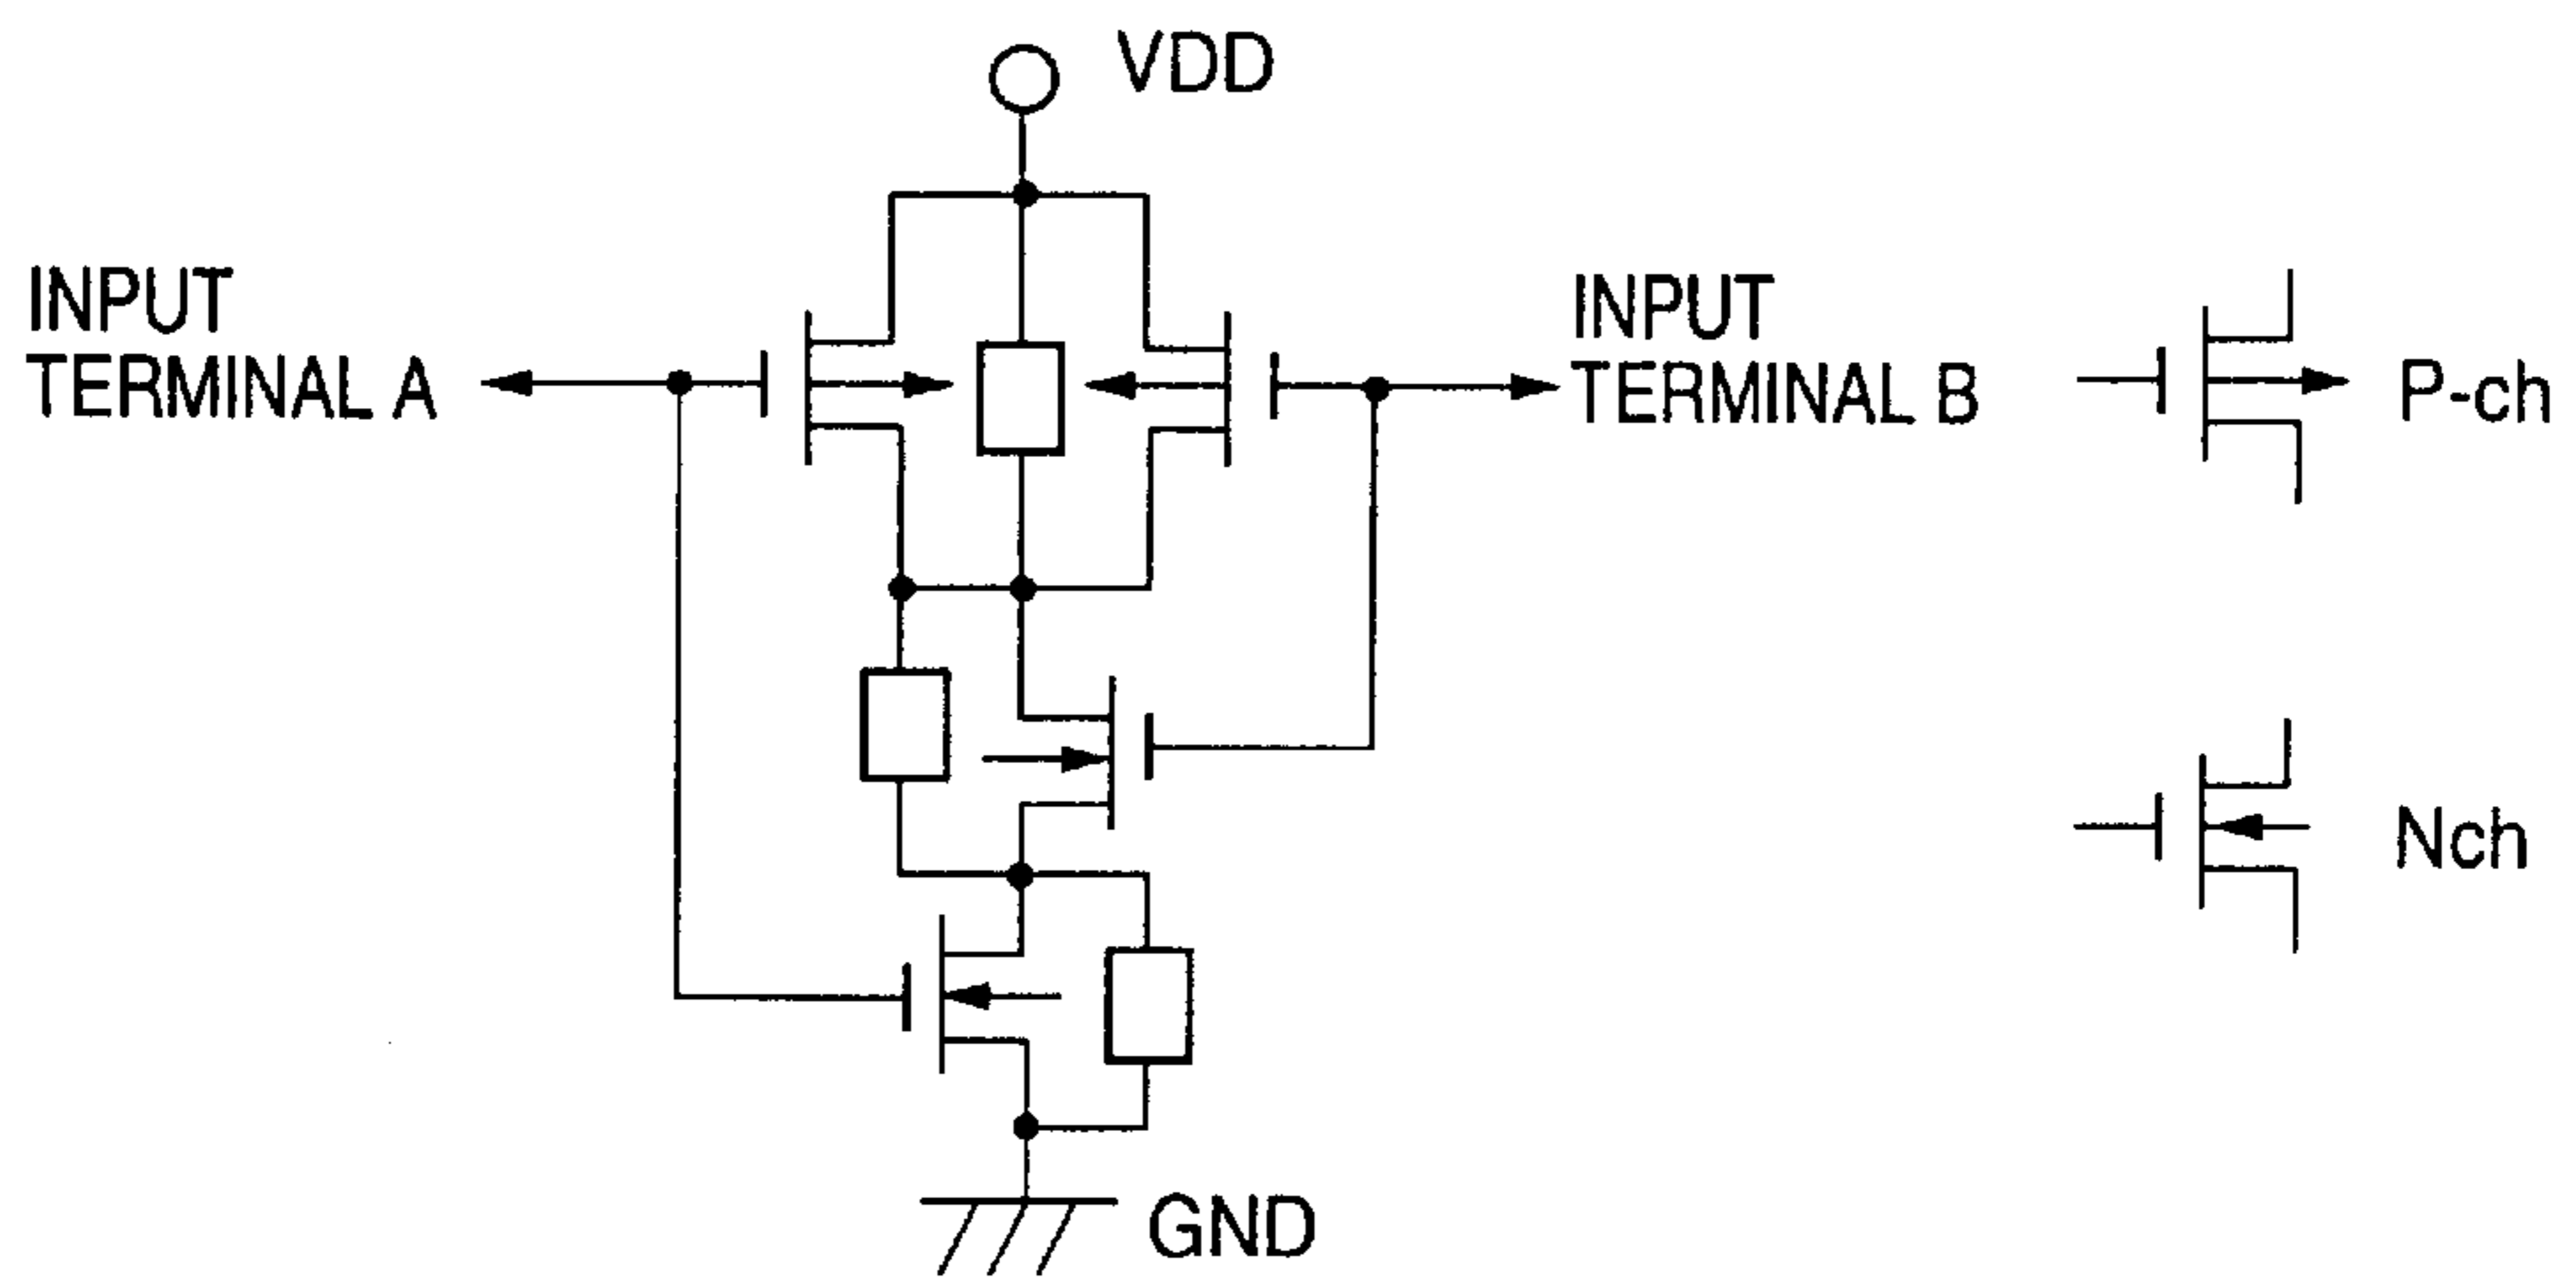 VDD
INPUT
TERMINAL A
INPUT
TERMINAL B
P-ch
Nch
GND